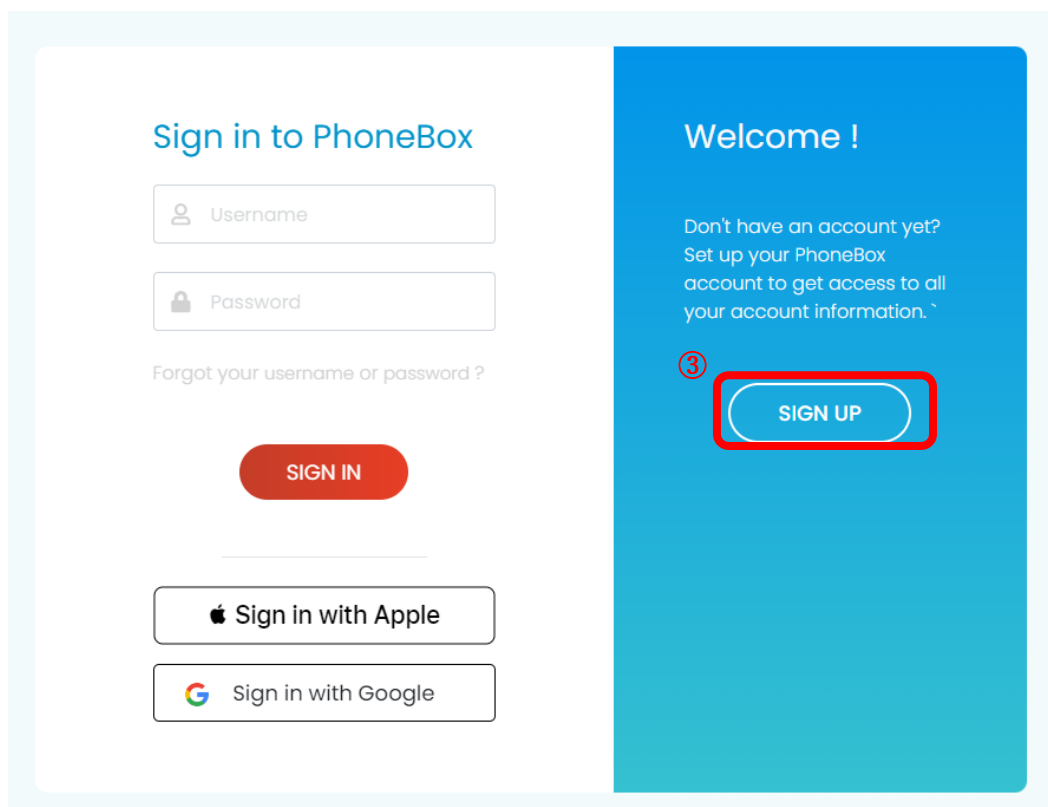 Sign in to PhoneBox
Username
Password
Forgot your username or password ?
SIGN IN
Sign in with Apple
Sign in with Google
Welcome !
Don't have an account yet?
Set up your PhoneBox
account to get access to all
your account information. `
③
SIGN UP